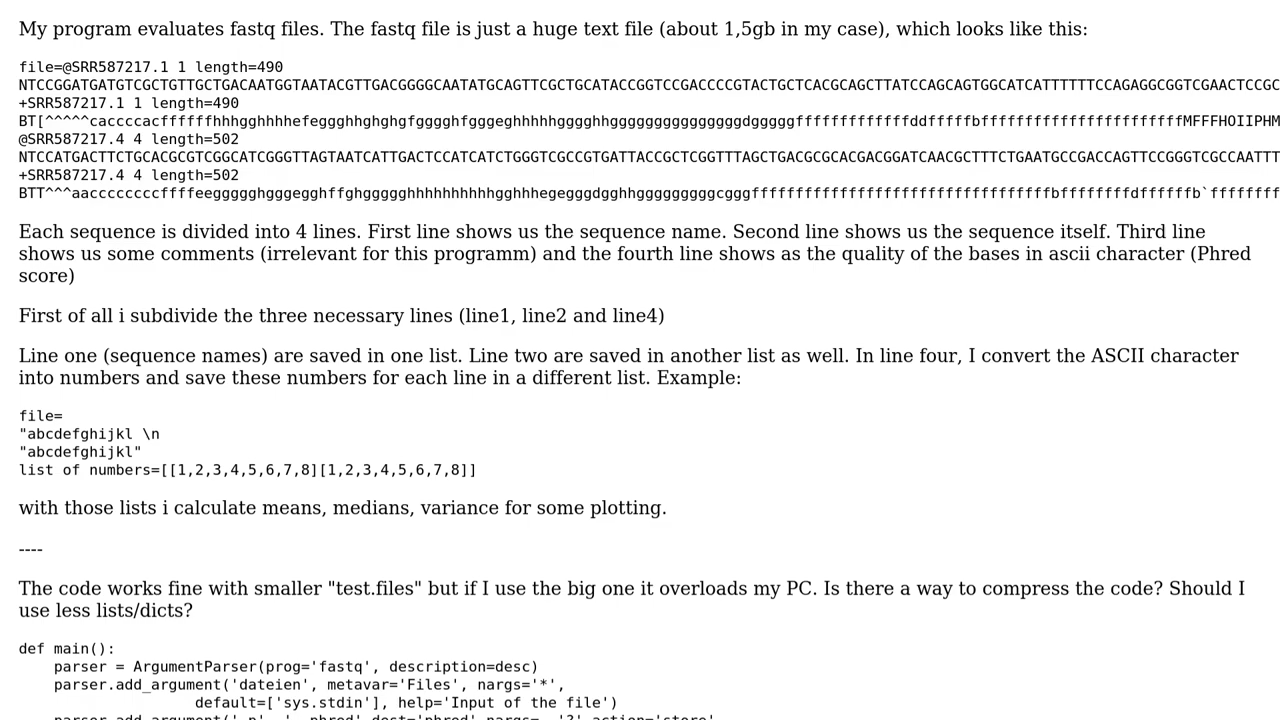 My program evaluates fastq files. The fastq file is just a huge text file (about 1,5gb in my case), which looks like this:
file=@SRR587217.1 1 length=490
NTCCGGATGATGTCGCTGTTGCTGACAATGGTAATACGTTGACGGGGCAATATGCAGTTCGCTGCATACCGGTCCGACCCCGTACTGCTCACGCAGCTTATCCAGCAGTGGCATCATTTTTTCCAGAGGCGGTCGAACTCCGC
+SRR587217.1 1 length=490
BT[^^^^^caccccacffffffhhhgghhhhhefeggghhghghgfggghfgggeghhhhhgggghhgggggggggggggggdgggggfffffffffffffddfffffbfffffffffffffffffffffffMFFFHOIIPHM
@SRR587217.4 4 length=502
NTCCATGACTTCTGCACGCGTCGGCATCGGGTTAGTAATCATTGACTCCATCATCTGGGTCGCCGTGATTACCGCTCGGTTTAGCTGACGCGCACGACGGATCAACGCTTTCTGAATGCCGACCAGTTCCGGGTCGCCAATTT
+SRR587217.4 4 length=502
BTT^^^aaccccccccffffeeggggghgggegghffghggggghhhhhhhhhhgghhhegegggdgghhgggggggggcgggffffffffffffffffffffffffffffffffffbffffffffdffffffb`ffffffff
Each sequence is divided into 4 lines. First line shows us the sequence name. Second line shows us the sequence itself. Third line
shows us some comments (irrelevant for this programm) and the fourth line shows as the quality of the bases in ascii character (Phred
score)
First of all i subdivide the three necessary lines (line1, line2 and line4)
Line one (sequence names) are saved in one list. Line two are saved in another list as well. In line four, I convert the ASCII character
into numbers and save these numbers for each line in a different list. Example:
file=
"abcdefghijkl \n
"abcdefghijkl"
list of numbers=[[1,2,3,4,5,6,7,8][1,2,3,4,5,6,7,8]]
with those lists i calculate means, medians, variance for some plotting.
----
The code works fine with smaller "test.files" but if I use the big one it overloads my PC. Is there a way to compress the code? Should I
use less lists/dicts?
def main():
parser = ArgumentParser(prog='fastq', description=desc)
parser.add_argument('dateien', metavar='Files', nargs='*',
default=['sys.stdin'], help='Input of the file')